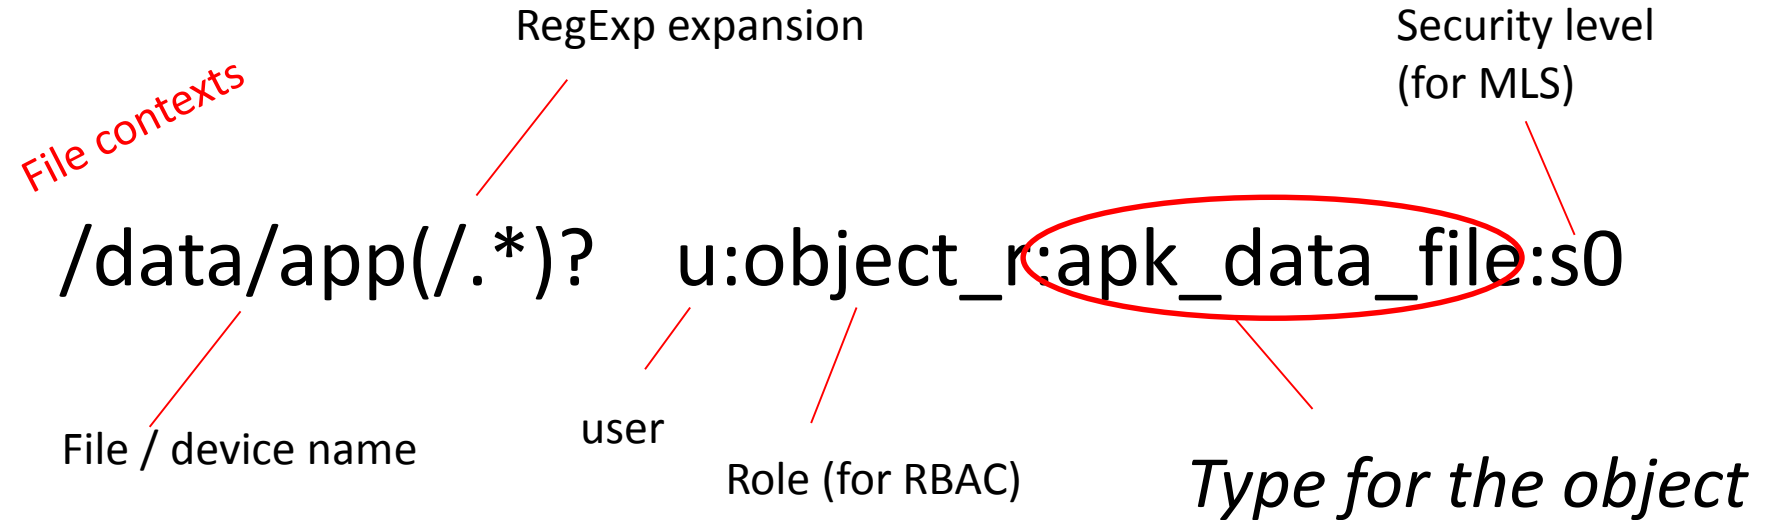 RegExp expansion
Security level
(for MLS)
File contexts
/data/app(/.*)? u:object_r:apk_data_file:s0
File / device name
user
Role (for RBAC)
Type for the object